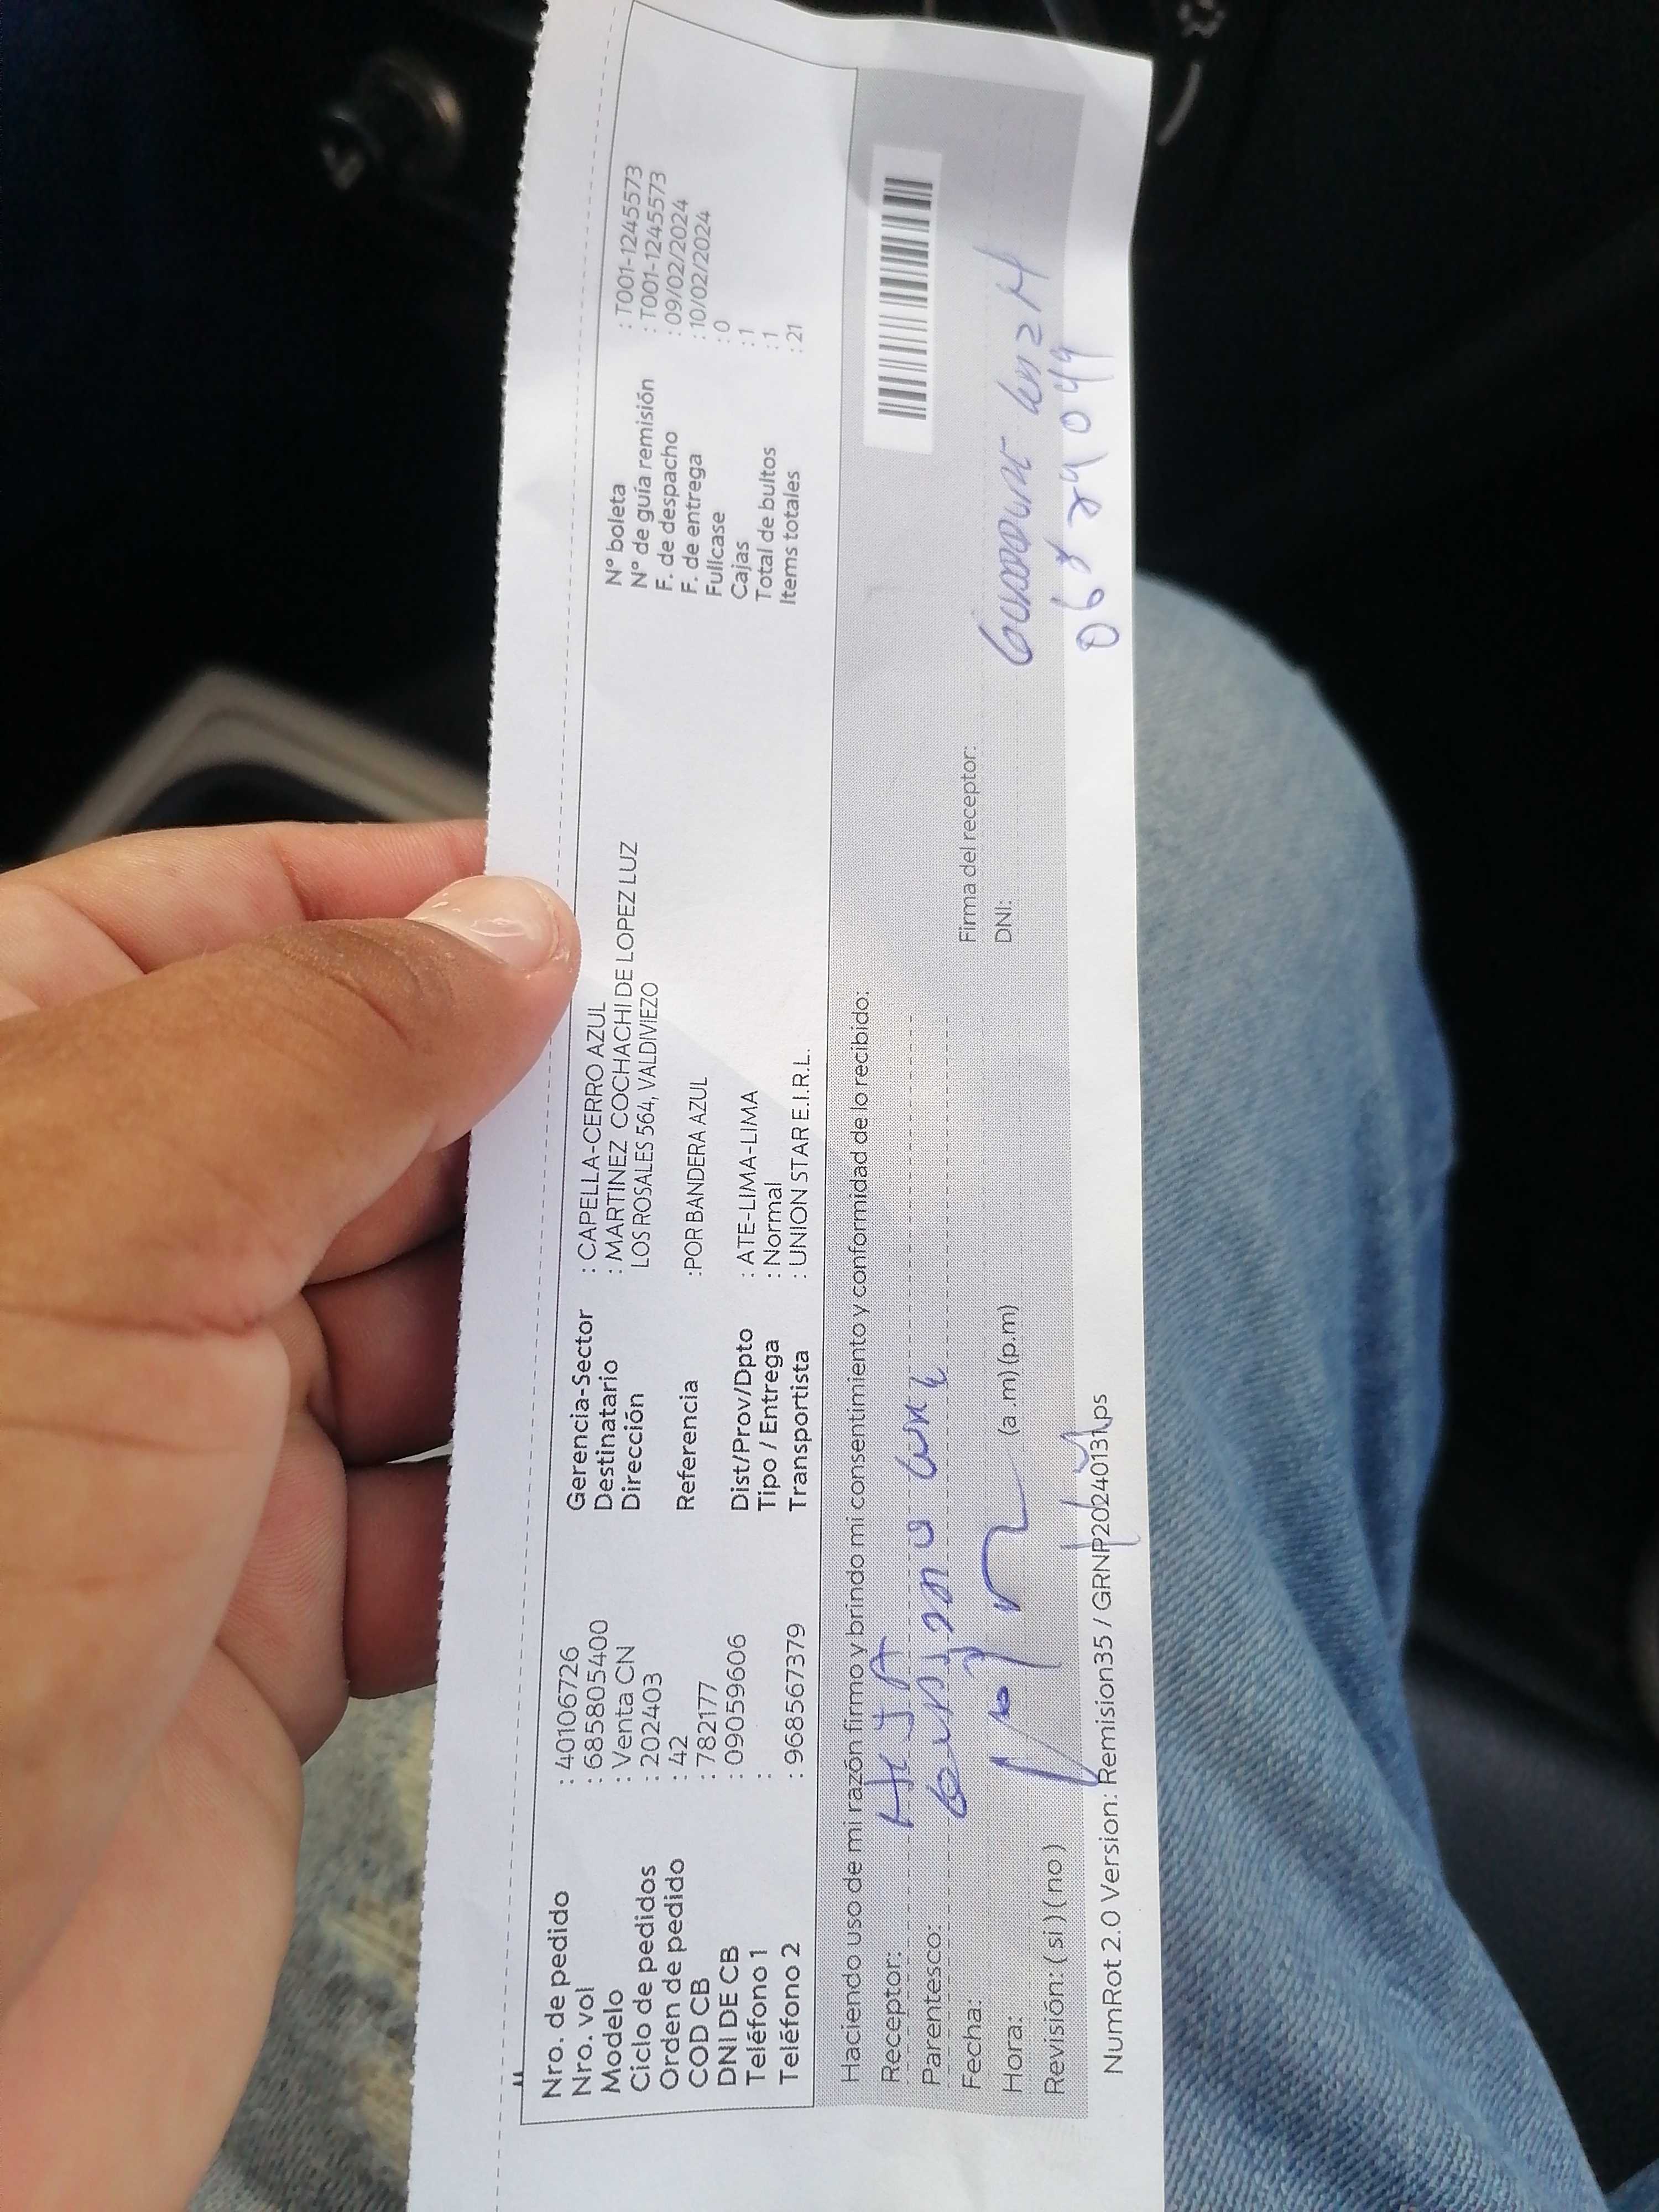 Nro. de pedido : 40106726
Nro. vol : 685805400
Modelo : Venta CN
Ciclo de pedidos : 202403
Orden de pedido : 42
COD CB : 782177
DNI DE CB : 09059606
Teléfono 1 :
Teléfono 2 : 968567379
Gerencia-Sector : CAPELLA-CERRO AZUL
Destinatario : MARTINEZ COCHACHI DE LOPEZ LUZ
Dirección LOS ROSALES 564, VALDIVIEZO
Referencia :POR BANDERA AZUL
Dist/Prov/Dpto : ATE-LIMA-LIMA
Tipo / Entrega : Normal
Transportista : UNION STAR E.I.R.L.
N° boleta : T001-1245573
N° de guía remisión : T001-1245573
F. de despacho : 09/02/2024
F. de entrega : 10/02/2024
Fullcase : 0
Cajas : 1
Total de bultos : 1
Items totales : 21
Haciendo uso de mi razón firmo y brindo mi consentimiento y conformidad de lo recibido:
Receptor:
Parentesco:
Fecha:
Hora: (a .m) (p.m)
Revisión: ( si ) ( no )
Firma del receptor:
DNI:
NumRot 2.0 Version: Remision35 / GRNP20240131.ps